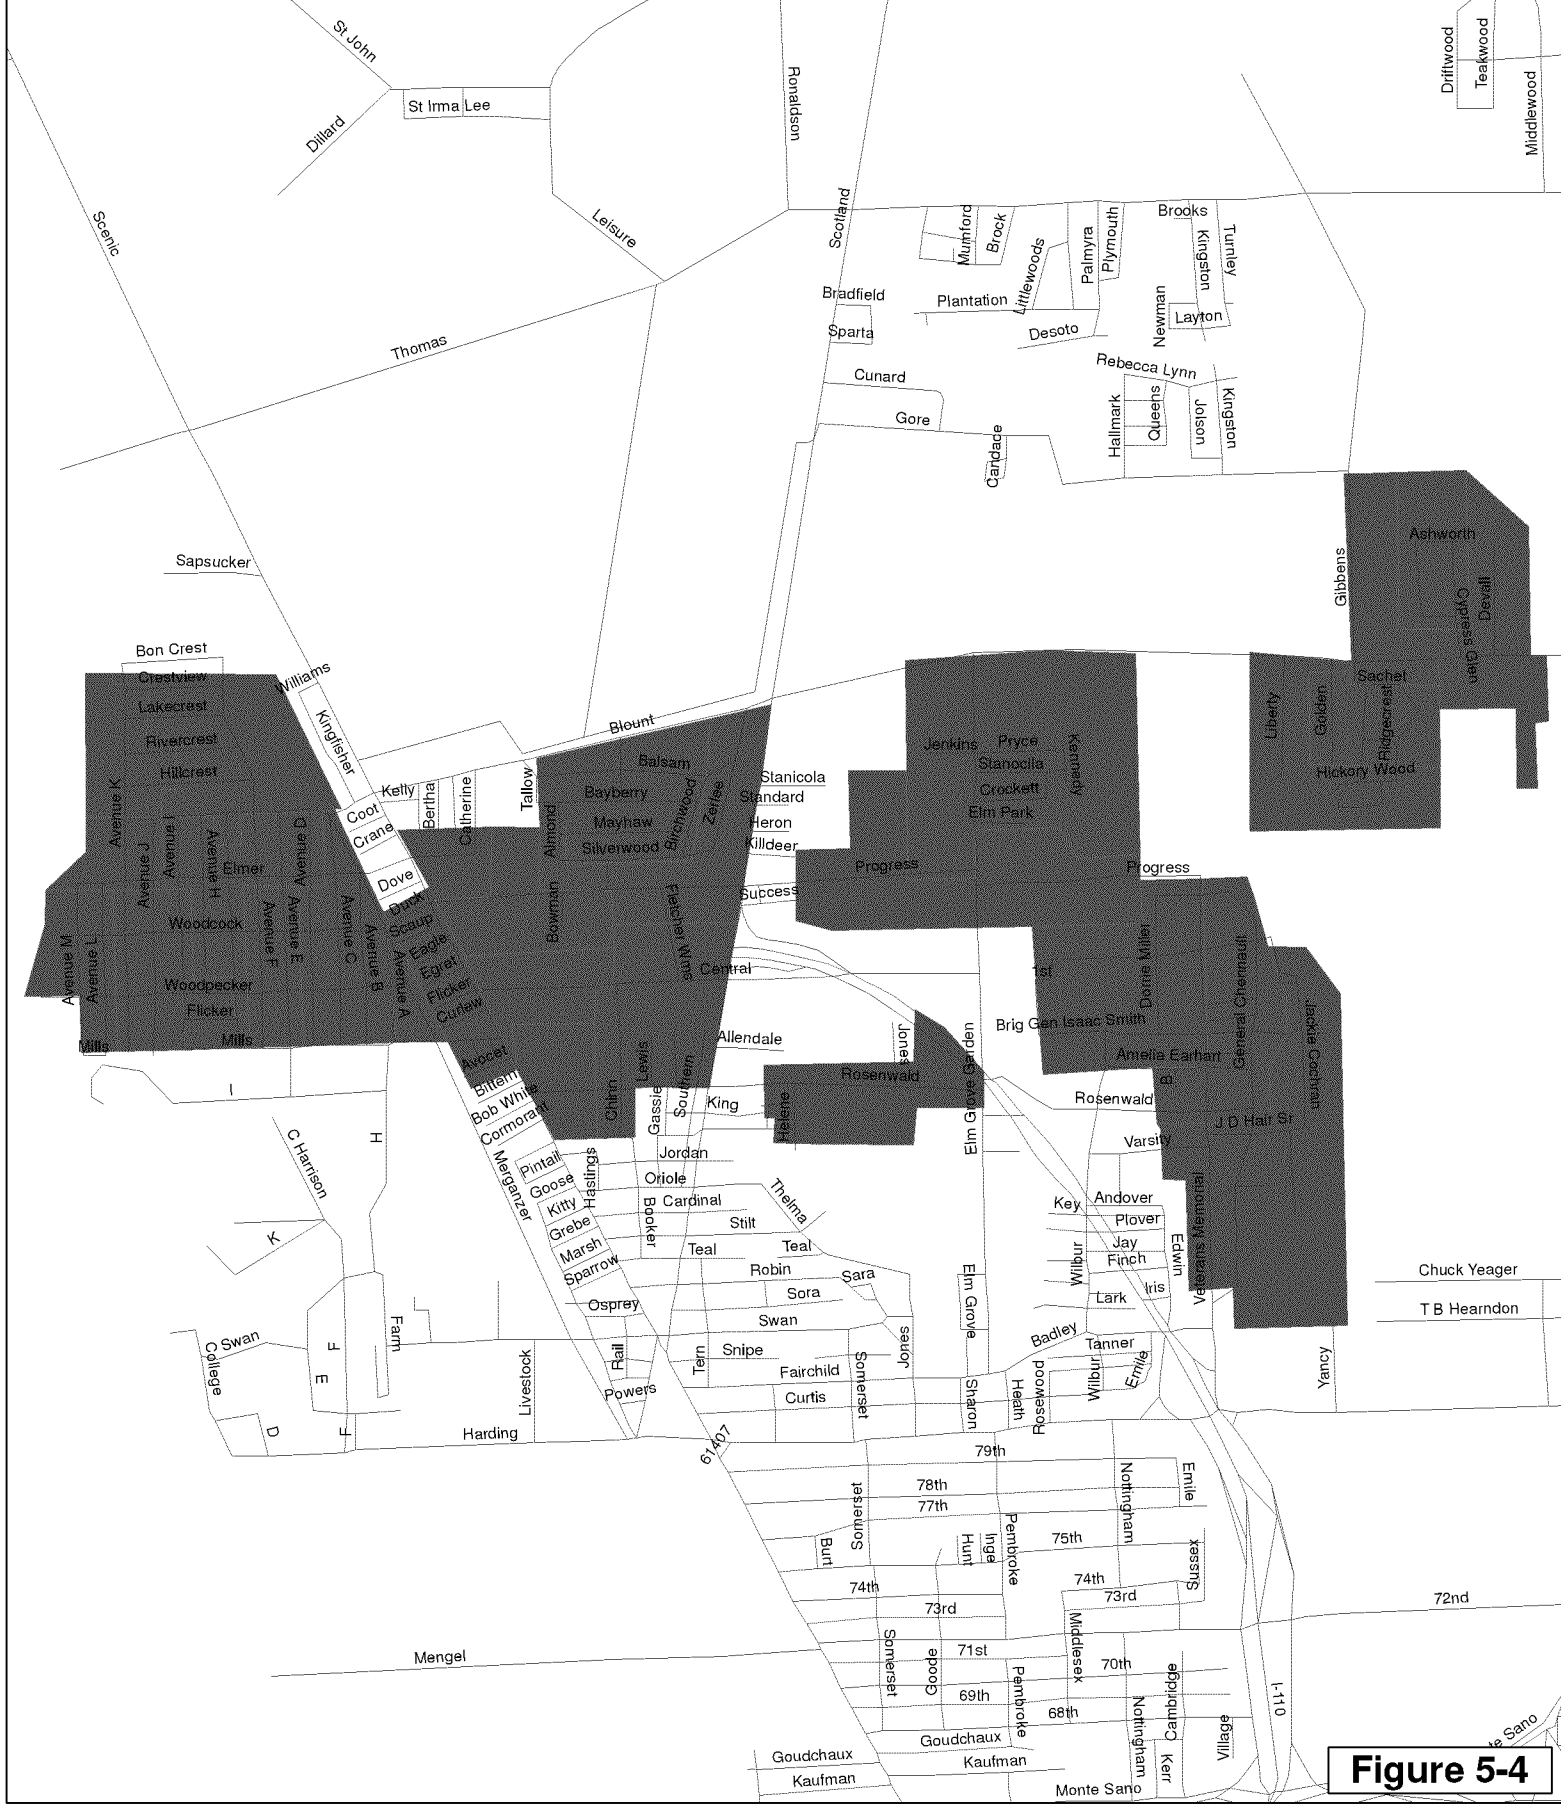 St John
St Irma Lee
Dillard
Ronaldson
Driftwood
Teakwood
Middlewood
Scenic
Leisure
Scotland
Mumford
Brock
Littlewoods
Palmyra
Plymouth
Brooks
Kingston
Turnley
Bradfield
Plantation
Newman
Layton
Sparta
Desoto
Thomas
Cunard
Rebecca Lynn
Gore
Candace
Hallmark
Queens
Jolson
Kingston
Ashworth
Sapsucker
Gibbens
Cypress Glen
Devall
Bon Crest
Crestview
Williams
Sachet
Lakecrest
Kingfisher
Blount
Liberty
Golden
Ridgecrest
Rivercrest
Jenkins
Pryce
Kennedy
Hillcrest
Balsam
Stanocila
Hickory Wood
Avenue K
Kelly
Bertha
Catherine
Tallow
Bayberry
Birchwood
Zerlee
Stanicola
Standard
Crockett
Elm Park
Coot
Crane
Almond
Mayhaw
Silverwood
Heron
Killdeer
Avenue J
Avenue I
Avenue H
Elmer
Avenue D
Dove
Progress
Progress
Success
Duck
Scaup
Bowman
Fletcher Wms
Woodcock
Avenue F
Avenue E
Avenue C
Avenue B
Avenue A
Eagle
Egret
Flicker
Curlew
Avenue M
Avenue L
Woodpecker
Flicker
Central
1st
Dorrie Miller
General Chennault
Jackie Cochran
Mills
Mills
Allendale
Jones
Elm Grove Garden
Brig Gen Isaac Smith
Amelia Earhart
Avocet
Bittern
Bob White
Cormorant
Chinn
Lewis
Gassie
Southern
King
Helene
Rosenwald
Rosenwald
B
J D Hair St
I
H
C Harrison
Merganzer
Pintail
Goose
Hastings
Jordan
Oriole
Cardinal
Booker
Thelma
Varsity
Andover
Key
Plover
Veterans Memorial
Kitty
Grebe
Marsh
Sparrow
Stilt
Teal
Teal
Jay
Finch
Edwin
Wilbur
K
Robin
Sara
Sora
Elm Grove
Iris
Lark
Chuck Yeager
T B Hearndon
Osprey
Swan
C Swan
College
F
E
Farm
Livestock
Rail
Powers
Tern
Snipe
Jones
Badley
Tanner
Fairchild
Curtis
Somerset
Sharon
Heath
Rosewood
Wilbur
Emile
Yancy
D
F
Harding
61407
79th
78th
77th
Somerset
Nottingham
Emile
Burt
Hunt
Inge
Pembroke
75th
Sussex
74th
74th
73rd
73rd
72nd
Mengel
Somerset
Goode
71st
Middlesex
70th
69th
Pembroke
68th
Nottingham
Cambridge
Village
I-110
Goudchaux
Goudchaux
Kaufman
Kaufman
Kerr
Monte Sano
te Sano
Figure 5-4